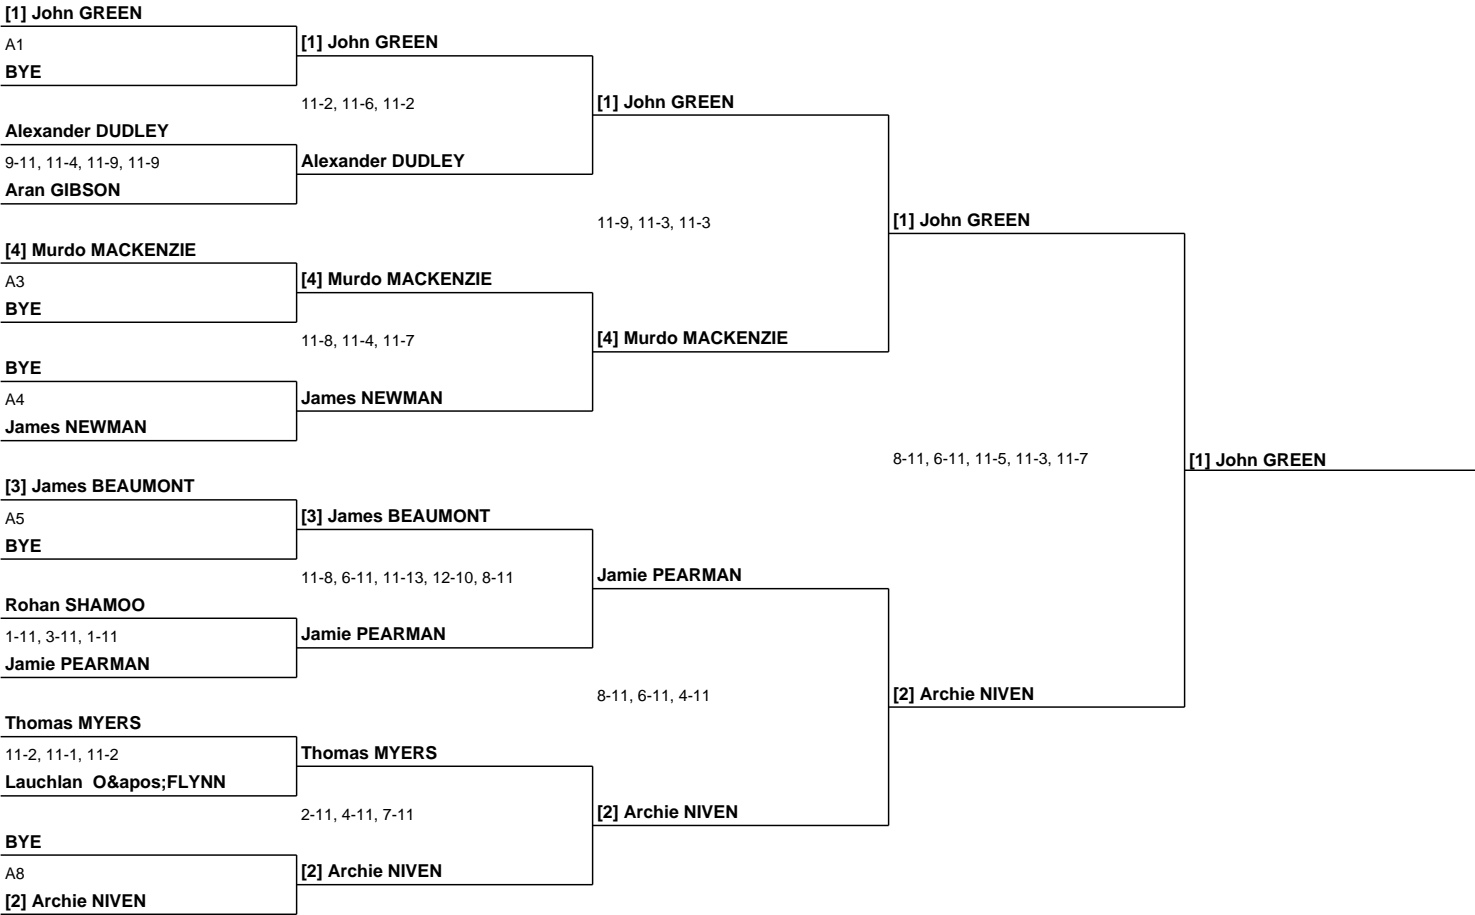 [1] John GREEN
A1
BYE
Alexander DUDLEY
9-11, 11-4, 11-9, 11-9
Aran GIBSON
[4] Murdo MACKENZIE
A3
BYE
BYE
A4
James NEWMAN
[3] James BEAUMONT
A5
BYE
Rohan SHAMOO
1-11, 3-11, 1-11
Jamie PEARMAN
Thomas MYERS
11-2, 11-1, 11-2
Lauchlan  O&apos;FLYNN
BYE
A8
[2] Archie NIVEN
[1] John GREEN
11-2, 11-6, 11-2
Alexander DUDLEY
[4] Murdo MACKENZIE
11-8, 11-4, 11-7
James NEWMAN
[3] James BEAUMONT
11-8, 6-11, 11-13, 12-10, 8-11
Jamie PEARMAN
Thomas MYERS
2-11, 4-11, 7-11
[2] Archie NIVEN
[1] John GREEN
11-9, 11-3, 11-3
[4] Murdo MACKENZIE
Jamie PEARMAN
8-11, 6-11, 4-11
[2] Archie NIVEN
[1] John GREEN
8-11, 6-11, 11-5, 11-3, 11-7
[2] Archie NIVEN
[1] John GREEN